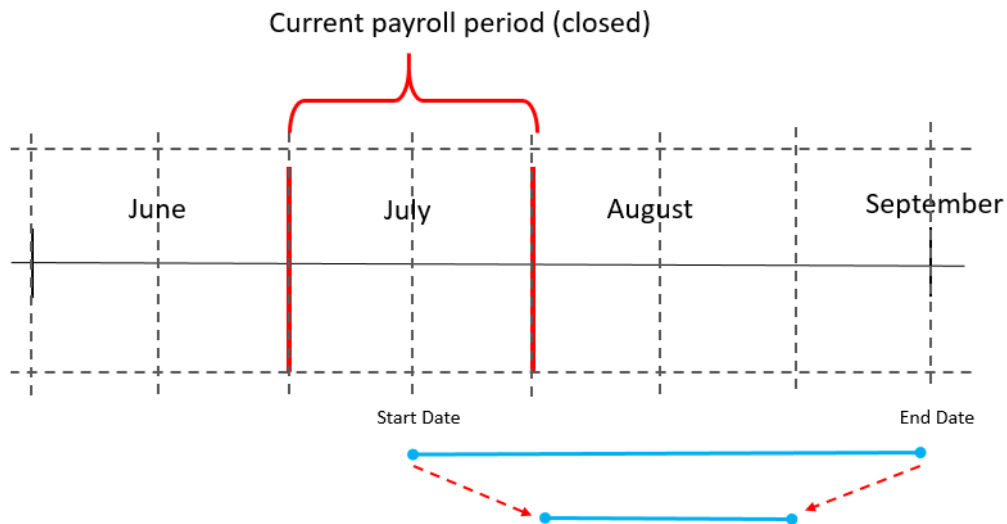 Current payroll period (closed)
June
July
August
September
Start Date
End Date